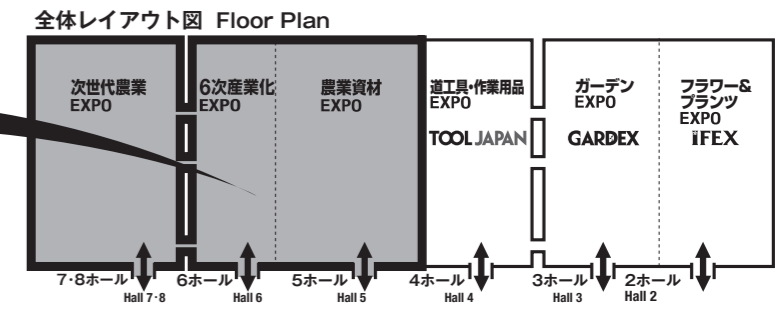 全体レイアウト図 Floor Plan
次世代農業
EXPO
6次産業化
EXPO
農業資材
EXPO
道工具・作業用品
EXPO
TOOL JAPAN
ガーデン
EXPO
GARDEX
フラワー&
プランツ
EXPO
IFEX
7・8ホール
Hall 7・8
6ホール
Hall 6
5ホール
Hall 5
4ホール
Hall 4
3ホール
Hall 3
2ホール
Hall 2